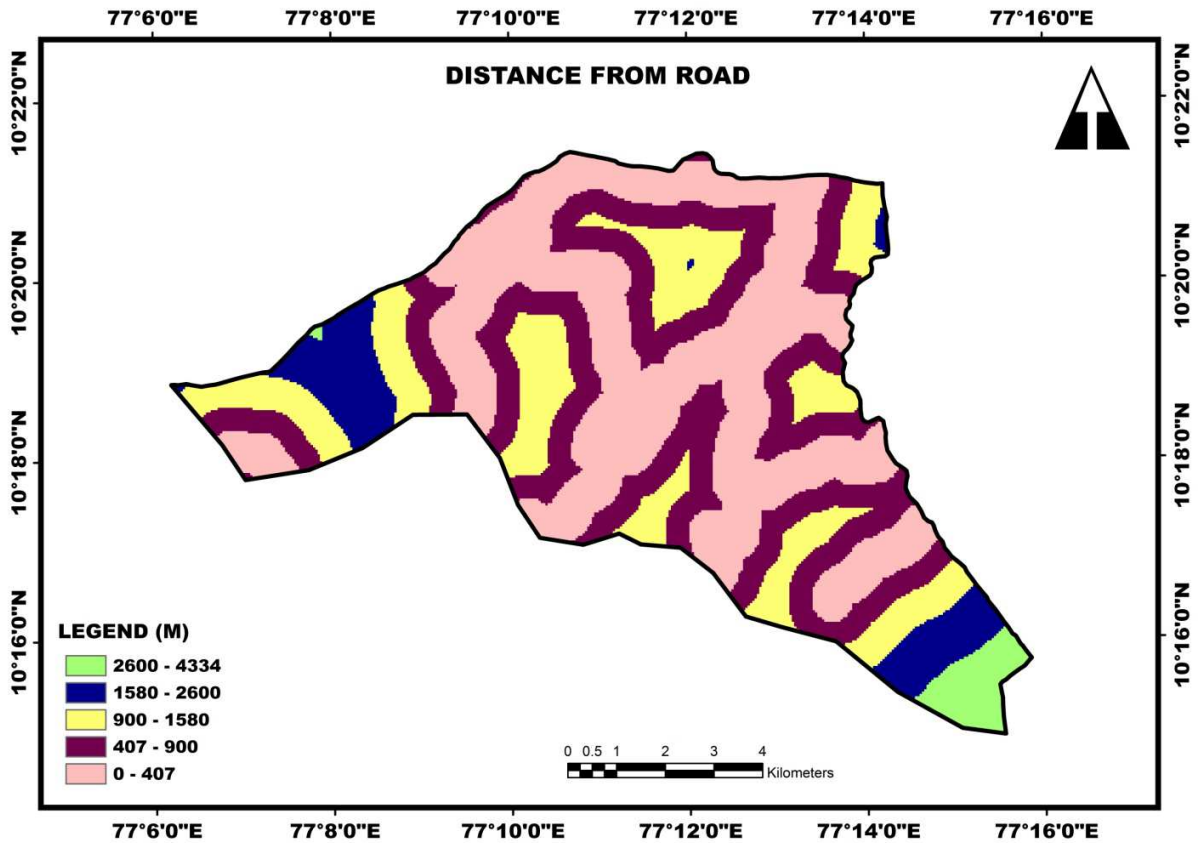 77°6'0"E 77°8'0"E 77°10'0"E 77°12'0"E 77°14'0"E 77°16'0"E
DISTANCE FROM ROAD
10°22'0"N 10°22'0"N
10°20'0"N 10°20'0"N
10°18'0"N 10°18'0"N
10°16'0"N 10°16'0"N
LEGEND (M)
2600 - 4334
1580 - 2600
900 - 1580
407 - 900
0 - 407
0 0.5 1 2 3 4
Kilometers
77°6'0"E 77°8'0"E 77°10'0"E 77°12'0"E 77°14'0"E 77°16'0"E